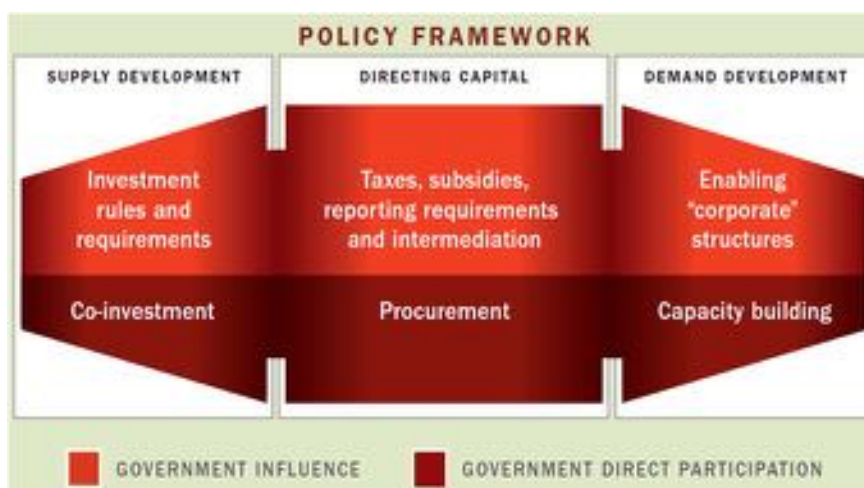 POLICY FRAMEWORK
SUPPLY DEVELOPMENT
DIRECTING CAPITAL
DEMAND DEVELOPMENT
Investment
rules and
requirements
Taxes, subsidies,
reporting requirements
and intermediation
Enabling
"corporate"
structures
Co-investment
Procurement
Capacity building
GOVERNMENT INFLUENCE
GOVERNMENT DIRECT PARTICIPATION